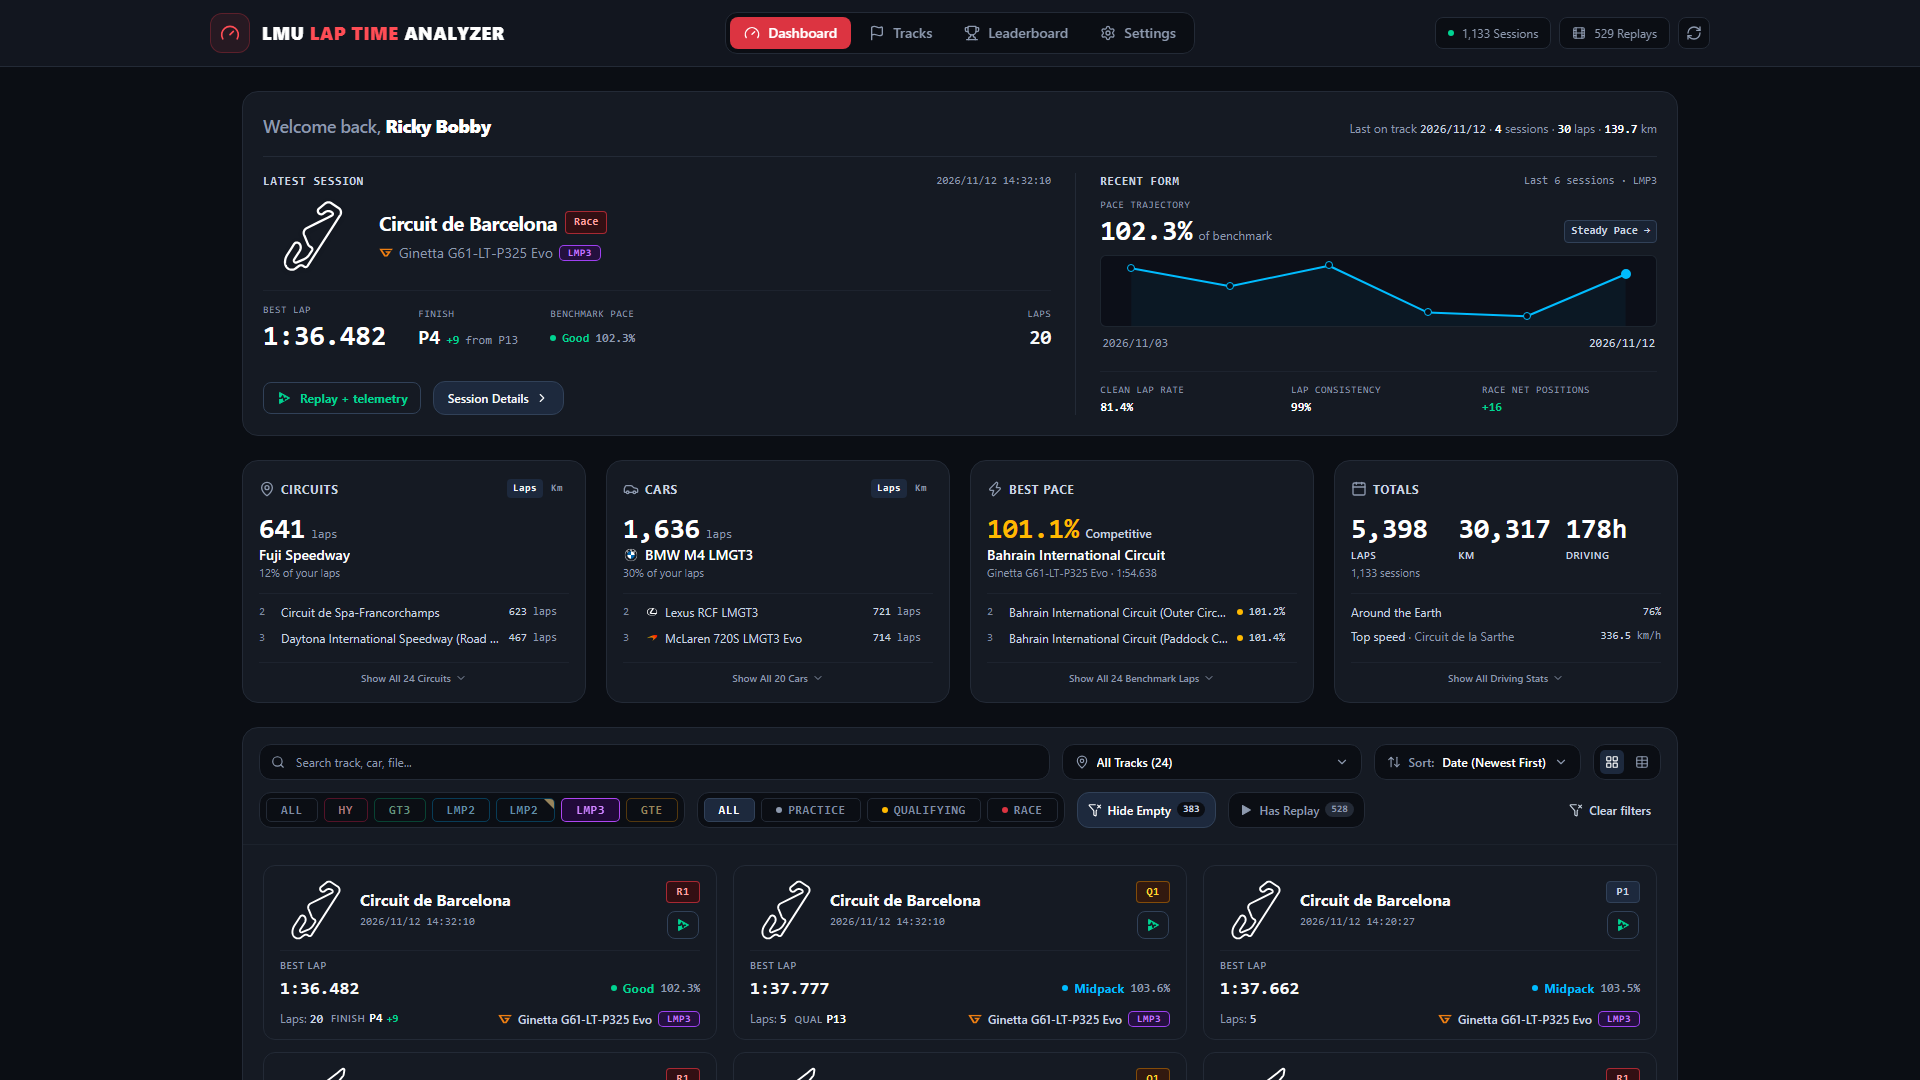 LMU LAP TIME ANALYZER
Dashboard
Tracks
Leaderboard
Settings
1,133 Sessions
529 Replays
Welcome back, Ricky Bobby
Last on track 2026/11/12 · 4 sessions · 30 laps · 139.7 km
LATEST SESSION
2026/11/12 14:32:10
Circuit de Barcelona Race
Ginetta G61-LT-P325 Evo LMP3
BEST LAP
1:36.482
FINISH
P4 +9 from P13
BENCHMARK PACE
Good 102.3%
LAPS
20
Replay + telemetry
Session Details
RECENT FORM
Last 6 sessions · LMP3
PACE TRAJECTORY
102.3% of benchmark
Steady Pace →
2026/11/03
2026/11/12
CLEAN LAP RATE
81.4%
LAP CONSISTENCY
99%
RACE NET POSITIONS
+16
CIRCUITS
Laps Km
641 laps
Fuji Speedway
12% of your laps
2 Circuit de Spa-Francorchamps 623 laps
3 Daytona International Speedway (Road ... 467 laps
Show All 24 Circuits
CARS
Laps Km
1,636 laps
BMW M4 LMGT3
30% of your laps
2 Lexus RCF LMGT3 721 laps
3 McLaren 720S LMGT3 Evo 714 laps
Show All 20 Cars
BEST PACE
101.1% Competitive
Bahrain International Circuit
Ginetta G61-LT-P325 Evo · 1:54.638
2 Bahrain International Circuit (Outer Circ... 101.2%
3 Bahrain International Circuit (Paddock C... 101.4%
Show All 24 Benchmark Laps
TOTALS
5,398 30,317 178h
LAPS KM DRIVING
1,133 sessions
Around the Earth 76%
Top speed · Circuit de la Sarthe 336.5 km/h
Show All Driving Stats
Search track, car, file...
All Tracks (24)
Sort: Date (Newest First)
ALL HY GT3 LMP2 LMP2 LMP3 GTE
ALL PRACTICE QUALIFYING RACE
Hide Empty 383
Has Replay 528
Clear filters
Circuit de Barcelona R1
2026/11/12 14:32:10
BEST LAP
1:36.482 Good 102.3%
Laps: 20 FINISH P4 +9 Ginetta G61-LT-P325 Evo LMP3
Circuit de Barcelona Q1
2026/11/12 14:32:10
BEST LAP
1:37.777 Midpack 103.6%
Laps: 5 QUAL P13 Ginetta G61-LT-P325 Evo LMP3
Circuit de Barcelona P1
2026/11/12 14:20:27
BEST LAP
1:37.662 Midpack 103.5%
Laps: 5 Ginetta G61-LT-P325 Evo LMP3
R1
Q1
R1